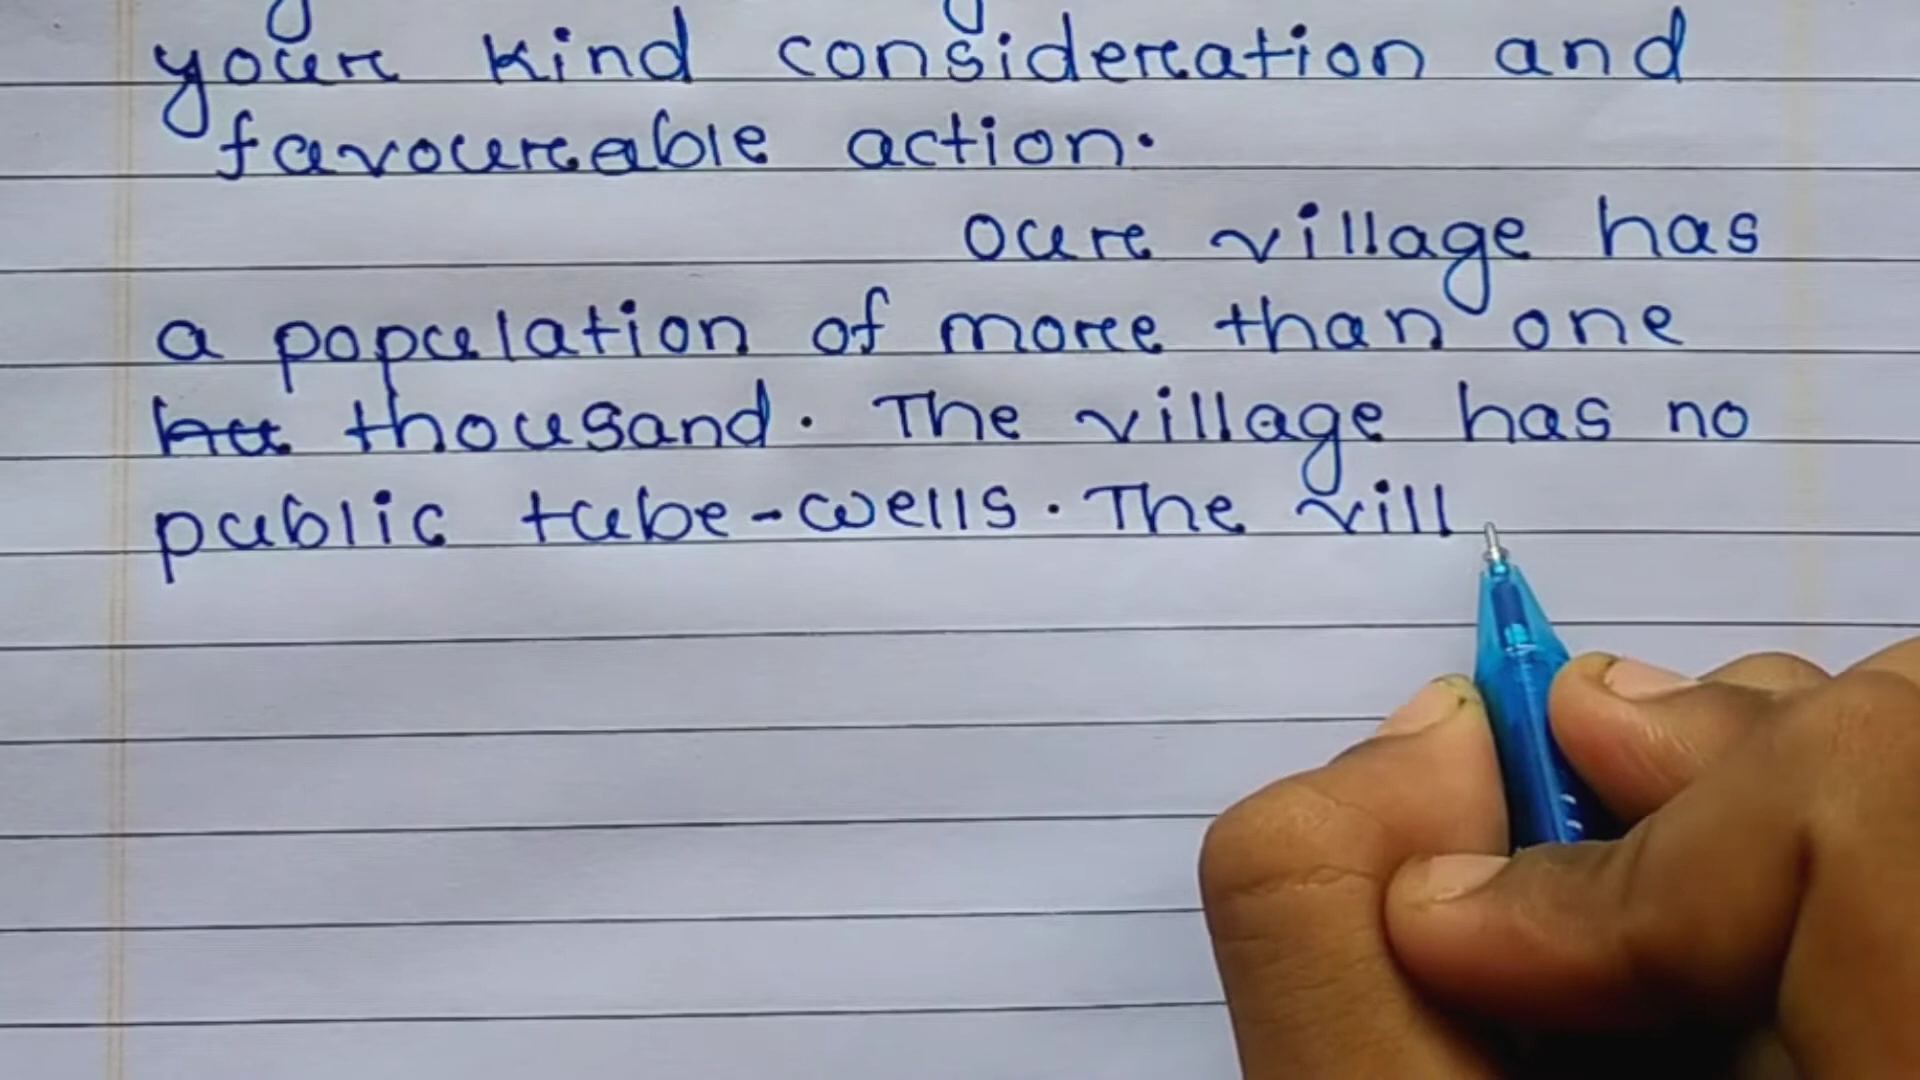 your kind consideration and
favourable action.
Our village has
a population of more than one
hu thousand. The village has no
public tube-wells. The vill